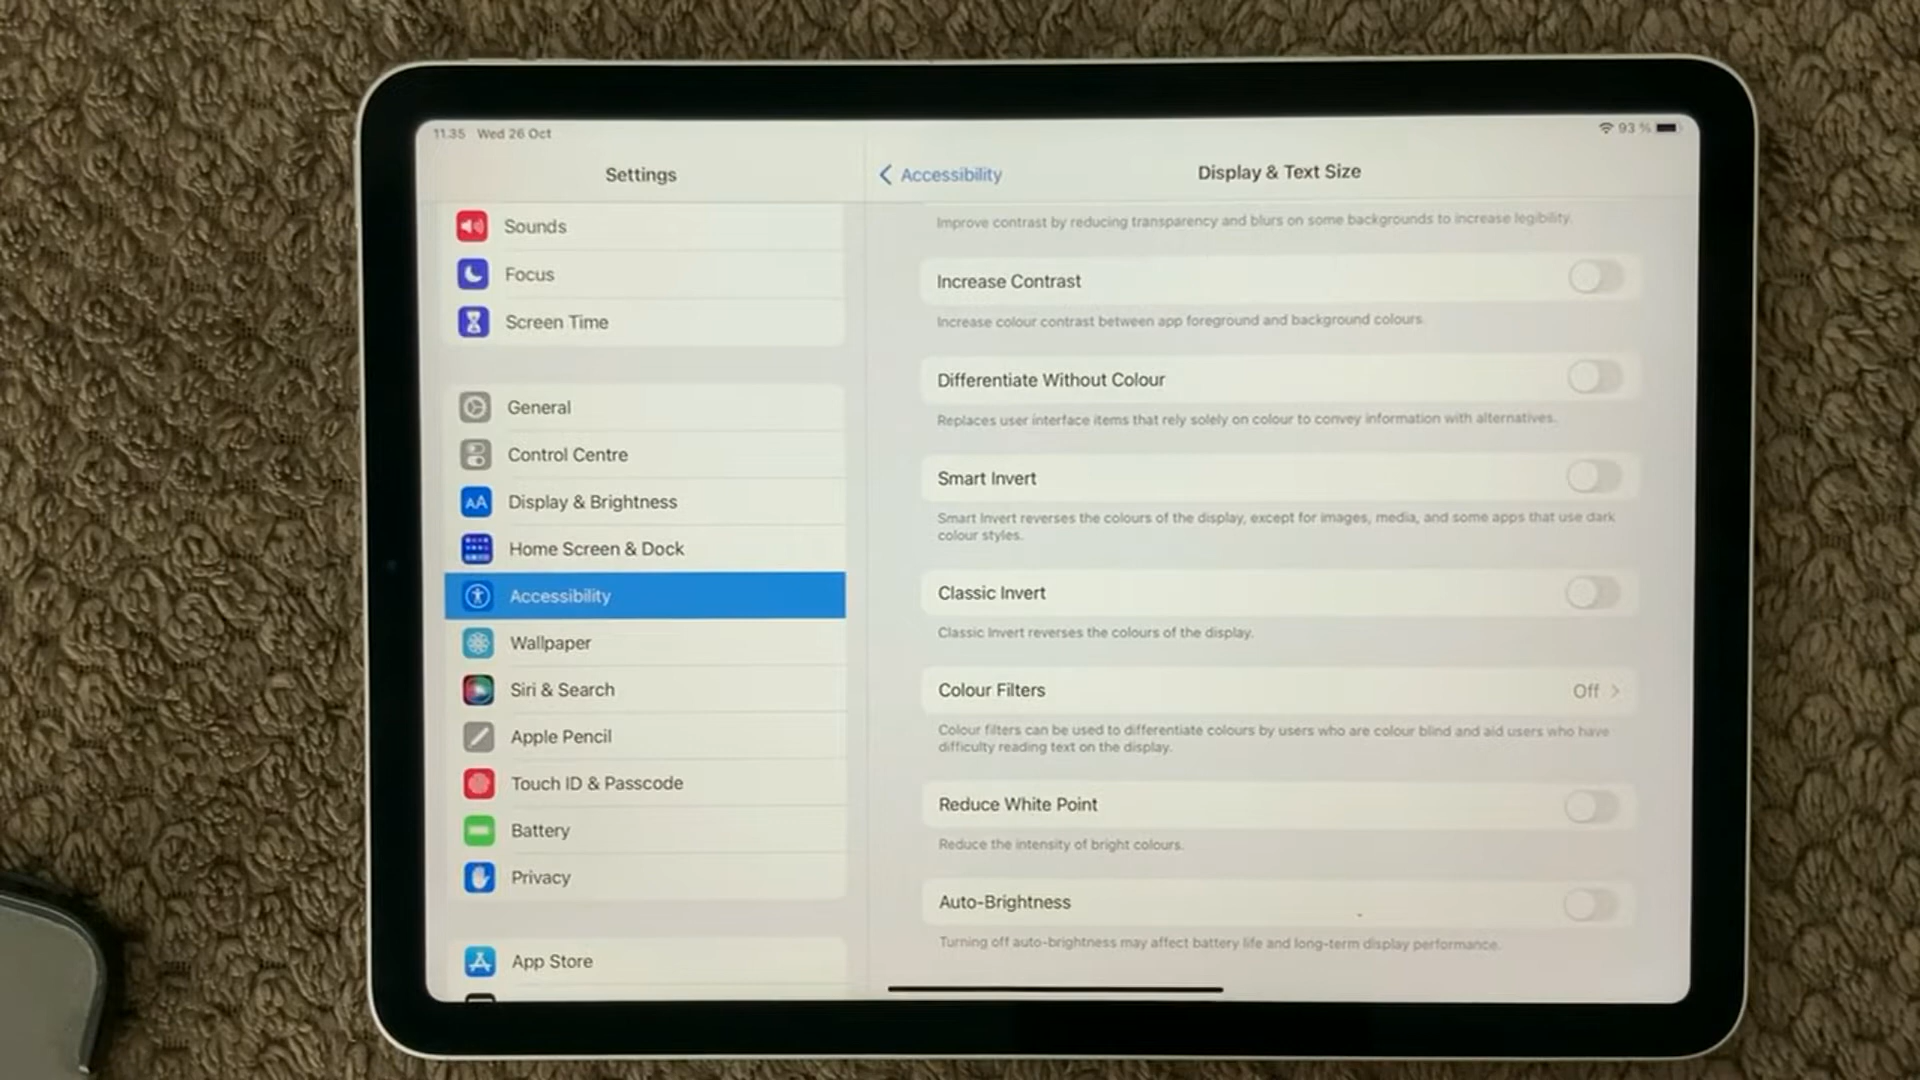 11.35 Wed 26 Oct
93 %
Settings
Sounds
Focus
Screen Time
General
Control Centre
AA
Display & Brightness
Home Screen & Dock
Accessibility
Wallpaper
Siri & Search
Apple Pencil
Touch ID & Passcode
Battery
Privacy
App Store
Accessibility
Display & Text Size
Improve contrast by reducing transparency and blurs on some backgrounds to increase legibility.
Increase Contrast
Increase colour contrast between app foreground and background colours.
Differentiate Without Colour
Replaces user interface items that rely solely on colour to convey information with alternatives.
Smart Invert
Smart Invert reverses the colours of the display, except for images, media, and some apps that use dark
colour styles.
Classic Invert
Classic Invert reverses the colours of the display.
Colour Filters
Off
Colour filters can be used to differentiate colours by users who are colour blind and aid users who have
difficulty reading text on the display.
Reduce White Point
Reduce the intensity of bright colours.
Auto-Brightness
Turning off auto-brightness may affect battery life and long-term display performance.